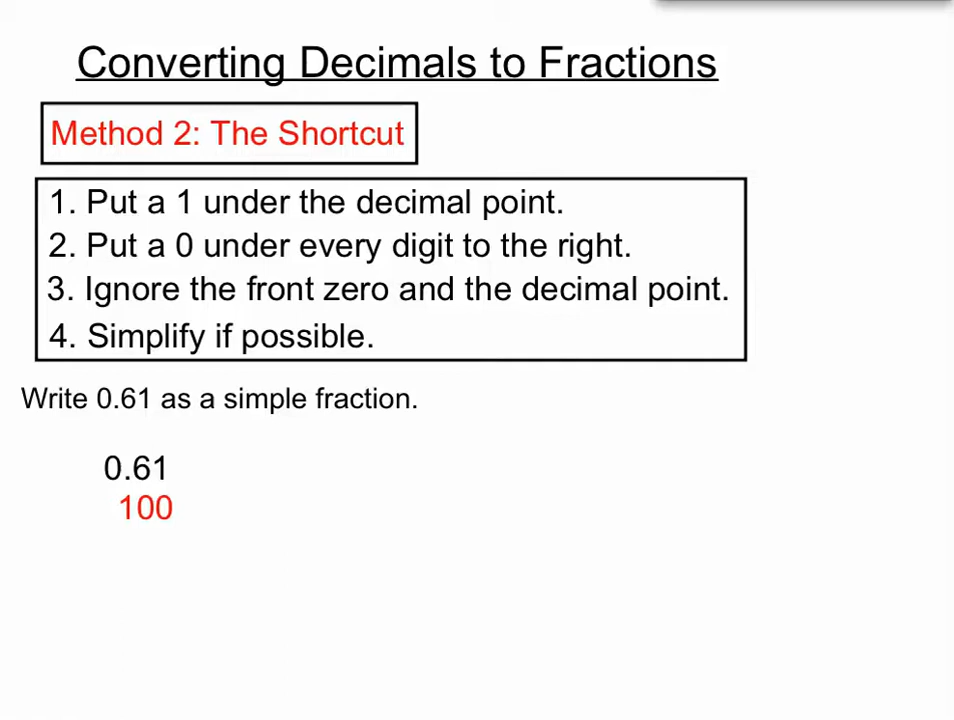 Converting Decimals to Fractions
Method 2: The Shortcut
1. Put a 1 under the decimal point.
2. Put a 0 under every digit to the right.
3. Ignore the front zero and the decimal point.
4. Simplify if possible.
Write 0.61 as a simple fraction.
0.61
100